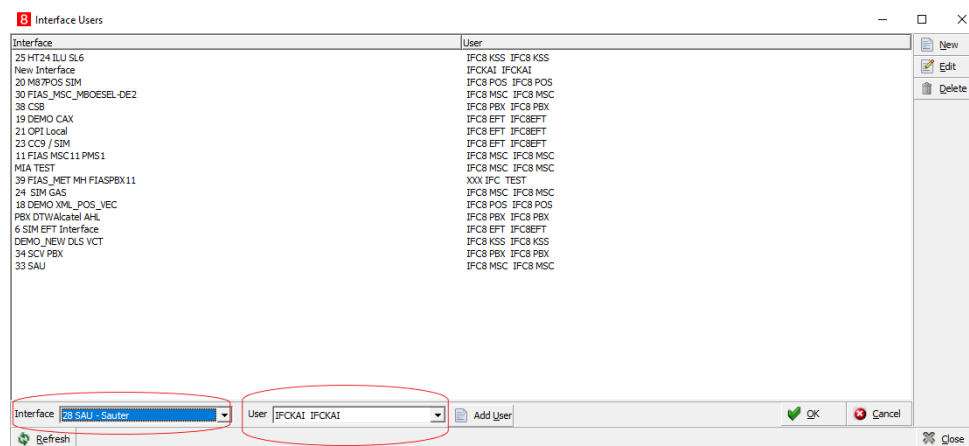 8 Interface Users
Interface User
25 HT24 ILU SL6 IFC8 KSS IFC8 KSS
New Interface IFCKAI IFCKAI
20 M87POS SIM IFC8 POS IFC8 POS
30 FIAS_MSC_MBOESEL-DE2 IFC8 MSC IFC8 MSC
38 CSB IFC8 PBX IFC8 PBX
19 DEMO CAX IFC8 EFT IFC8EFT
21 OPI Local IFC8 EFT IFC8EFT
23 CC9 / SIM IFC8 EFT IFC8EFT
11 FIAS MSC11 PMS1 IFC8 MSC IFC8 MSC
MIA TEST IFC8 MSC IFC8 MSC
39 FIAS_MET MH FIASPBX11 XXX IFC TEST
24 SIM GAS IFC8 MSC IFC8 MSC
18 DEMO XML_POS_VEC IFC8 POS IFC8 POS
PBX DTWAlcatel AHL IFC8 PBX IFC8 PBX
6 SIM EFT Interface IFC8 EFT IFC8EFT
DEMO_NEW DLS VCT IFC8 KSS IFC8 KSS
34 SCV PBX IFC8 PBX IFC8 PBX
33 SAU IFC8 MSC IFC8 MSC
New
Edit
Delete
Interface 28 SAU - Sauter User IFCKAI IFCKAI Add User OK Cancel
Refresh Close